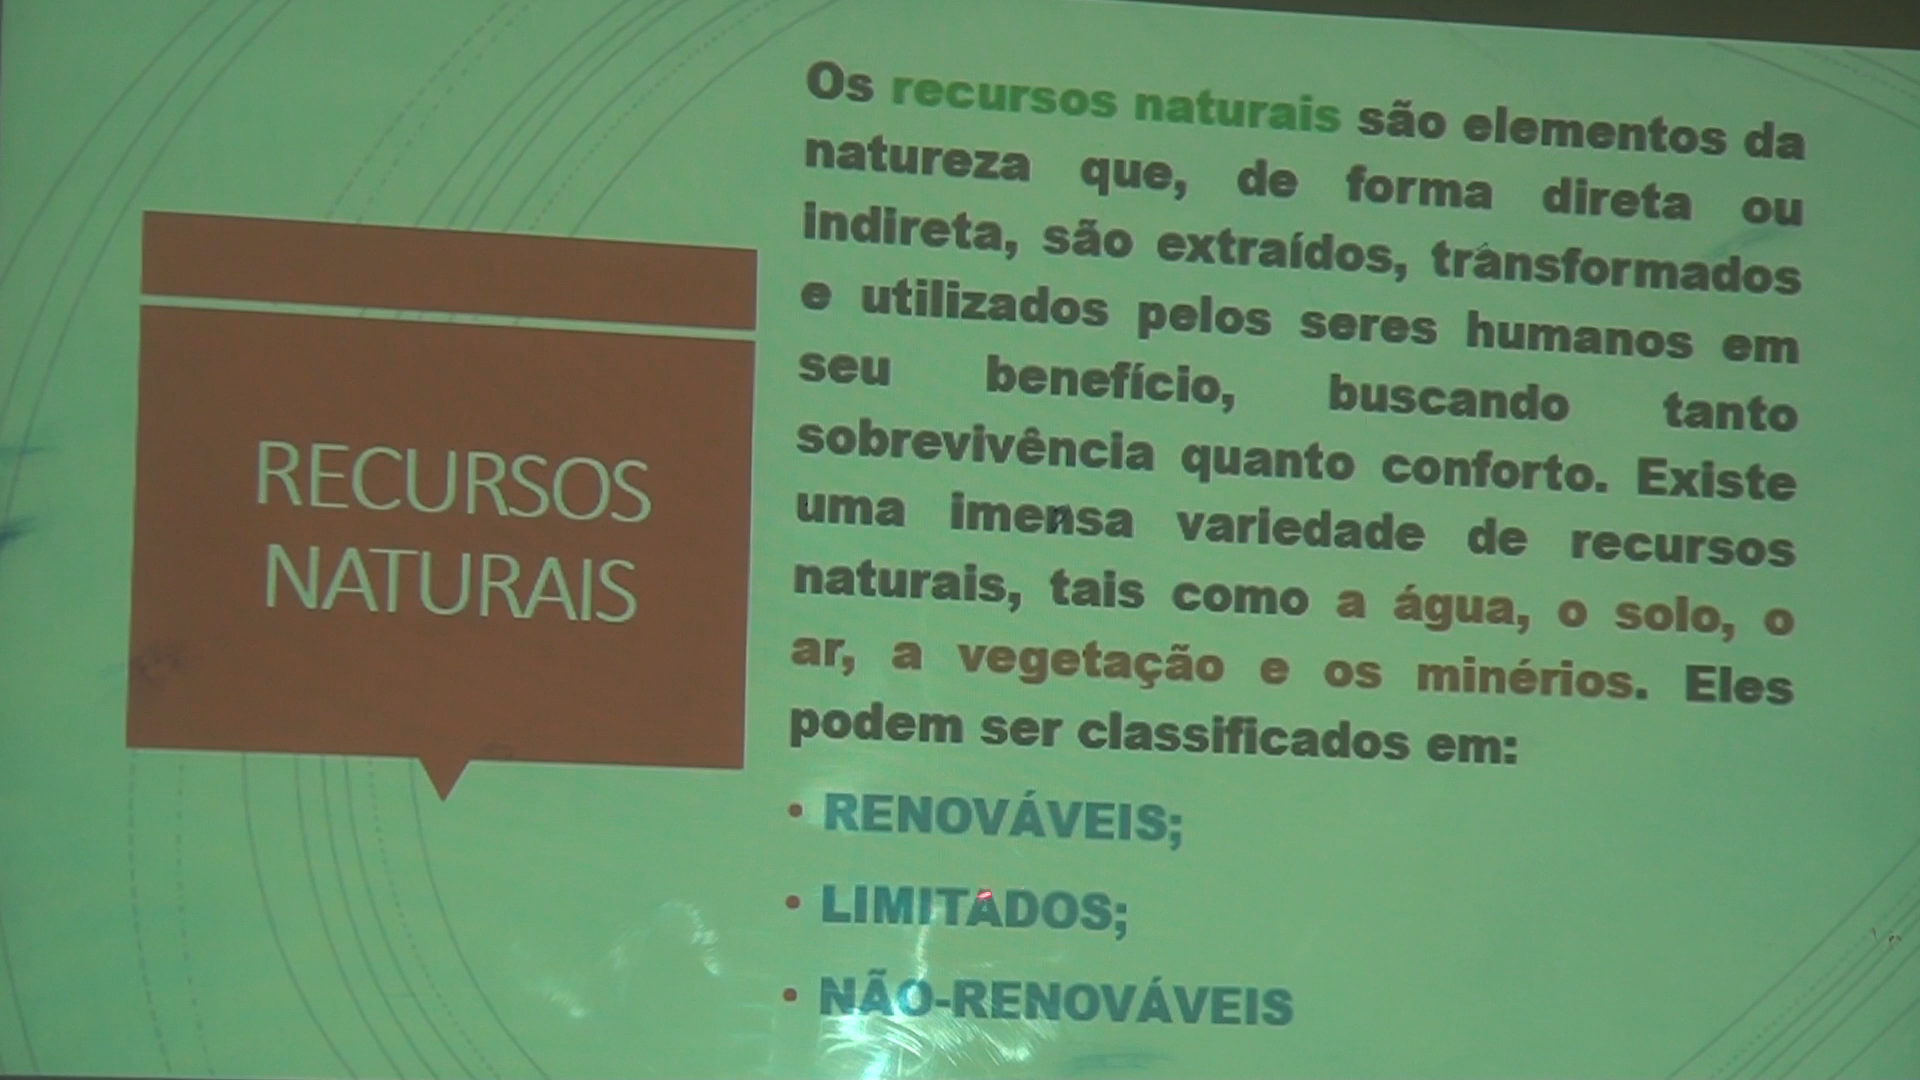 RECURSOS
NATURAIS
Os recursos naturais são elementos da
natureza que, de forma direta ou
indireta, são extraídos, transformados
e utilizados pelos seres humanos em
seu benefício, buscando tanto
sobrevivência quanto conforto. Existe
uma imensa variedade de recursos
naturais, tais como a água, o solo, o
ar, a vegetação e os minérios. Eles
podem ser classificados em:
• RENOVÁVEIS;
• LIMITADOS;
• NÃO-RENOVÁVEIS